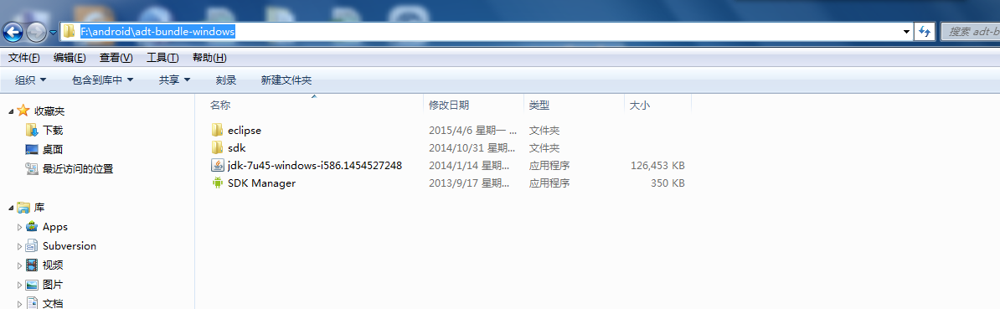 F:\android\adt-bundle-windows
搜索 adt-b
文件(F) 编辑(E) 查看(V) 工具(T) 帮助(H)
组织 包含到库中 共享 刻录 新建文件夹
收藏夹
下载
桌面
最近访问的位置
库
Apps
Subversion
视频
图片
文档
名称 修改日期 类型 大小
eclipse 2015/4/6 星期一 ... 文件夹
sdk 2014/10/31 星期... 文件夹
jdk-7u45-windows-i586.1454527248 2014/1/14 星期... 应用程序 126,453 KB
SDK Manager 2013/9/17 星期... 应用程序 350 KB